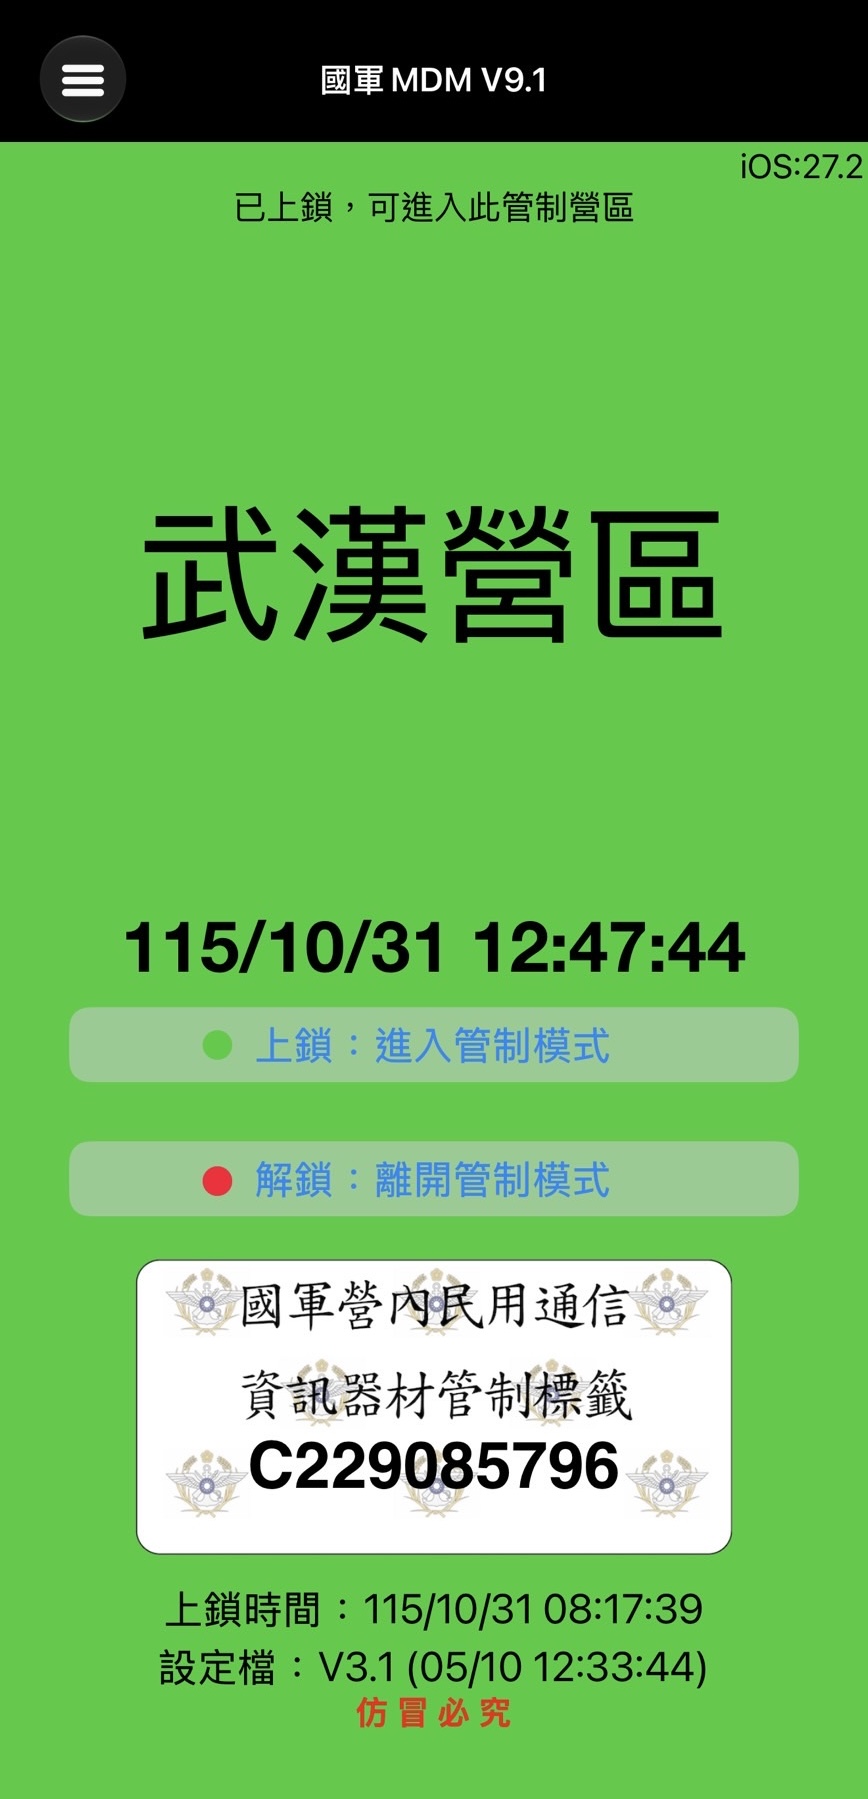 國軍 MDM V9.1
iOS:27.2
已上鎖，可進入此管制營區
武漢營區
115/10/31 12:47:44
上鎖：進入管制模式
解鎖：離開管制模式
國軍營內民用通信
資訊器材管制標籤
C229085796
上鎖時間：115/10/31 08:17:39
設定檔：V3.1 (05/10 12:33:44)
仿冒必究